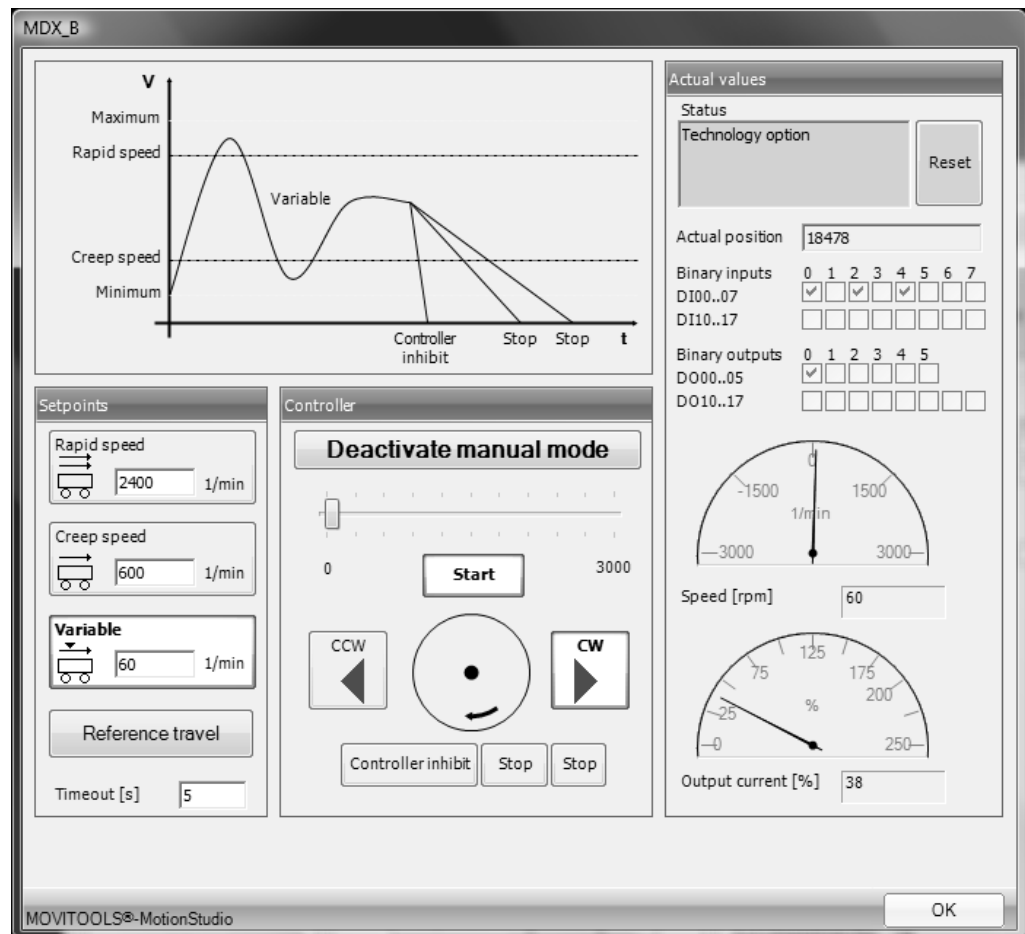 MDX_B
V
Maximum
Rapid speed
Variable
Creep speed
Minimum
Controller inhibit
Stop
Stop
t
Setpoints
Rapid speed
2400 1/min
Creep speed
600 1/min
Variable
60 1/min
Reference travel
Timeout [s] 5
Controller
Deactivate manual mode
0 3000
Start
CCW
CW
Controller inhibit Stop Stop
Actual values
Status
Technology option
Reset
Actual position 18478
Binary inputs 0 1 2 3 4 5 6 7
DI00..07
DI10..17
Binary outputs 0 1 2 3 4 5
DO00..05
DO10..17
0
-1500 1500
1/min
-3000 3000
Speed [rpm] 60
125
75 175
200
25 %
0 250
Output current [%] 38
OK
MOVITOOLS®-MotionStudio